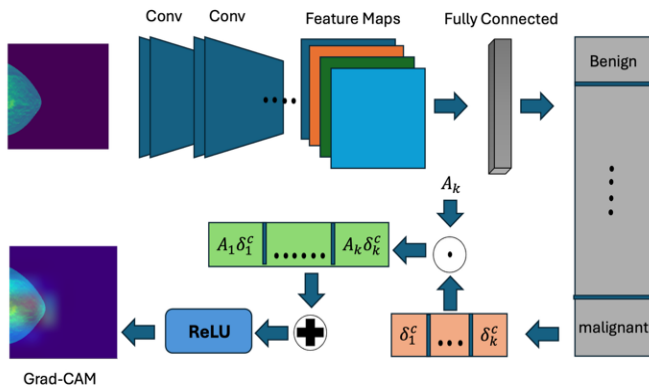 Conv Conv Feature Maps Fully Connected
Benign
A_k
A_1δ_1^c ...... A_kδ_k^c
δ_1^c ... δ_k^c
malignant
ReLU
Grad-CAM